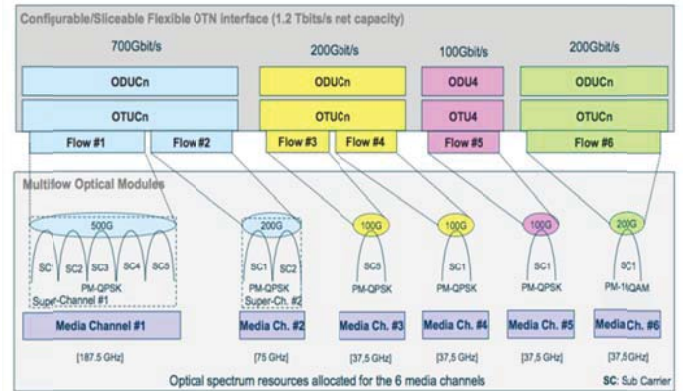 Configurable/Sliceable Flexible OTN interface (1.2 Tbits/s ret capacity)
700Gbit/s 200Gbit/s 100Gbit/s 200Gbit/s
ODUCn ODUCn ODU4 ODUCn
OTUCn OTUCn OTU4 OTUCn
Flow #1 Flow #2 Flow #3 Flow #4 Flow #5 Flow #6
Multiflow Optical Modules
500G 200G 100G 100G 100G 200G
SC' SC2 SC3 SC4 SC5 SC1 SC2 SC5 SC1 SC1 SC1
PM-QPSK PM-QPSK PM-QPSK PM-QPSK PM-QPSK PM-16QAM
Super-Channel #1 Super-Ch. #2
Media Channel #1 Media Ch. #2 Media Ch. #3 Media Ch. #4 Media Ch. #5 Media Ch. #6
[187.5 GHz] [75 GHz] [37,5 GHz] [37,5 GHz] [37,5 GHz] [37,5GHz]
Optical spectrum resources allocated for the 6 media channels SC: Sub Carrier